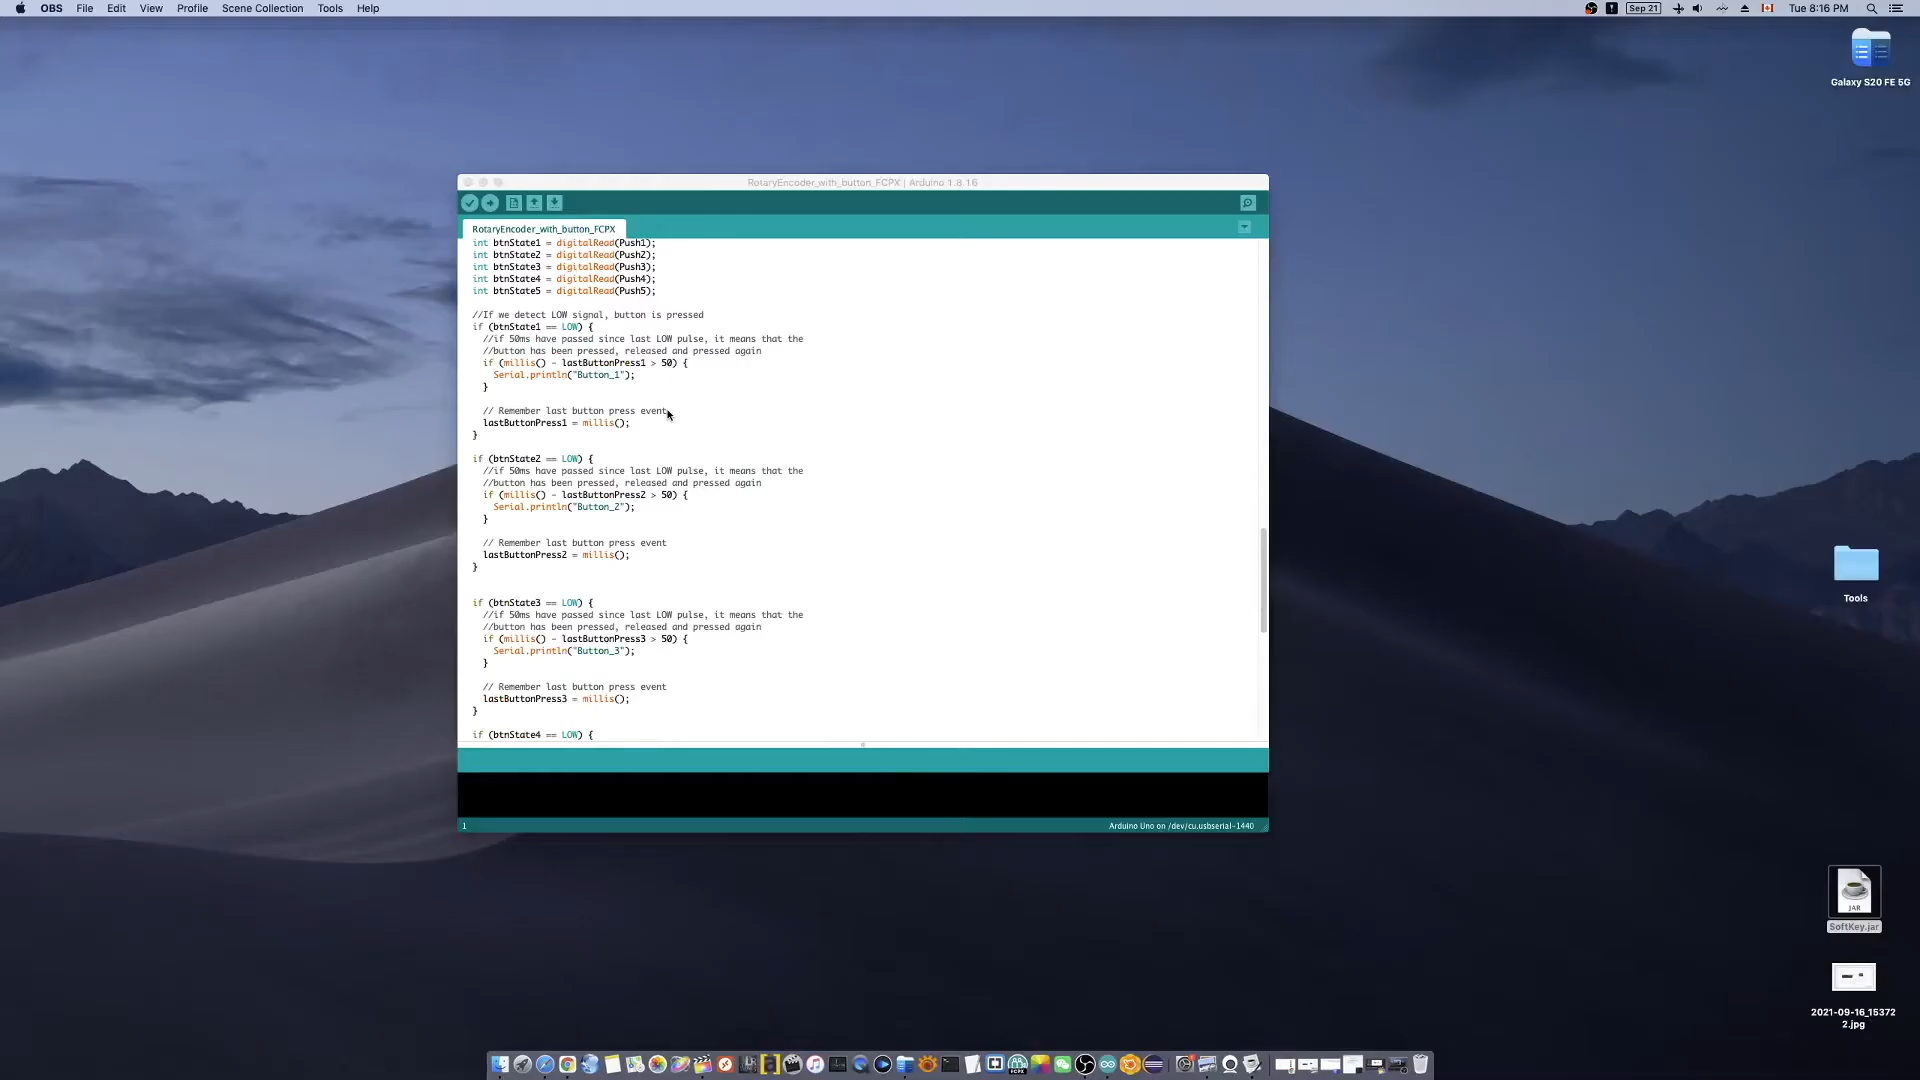 OBS File Edit View Profile Scene Collection Tools Help
Sep 21 Tue 8:16 PM
Galaxy S20 FE 5G
RotaryEncoder_with_button_FCPX | Arduino 1.8.16
RotaryEncoder_with_button_FCPX
int btnState1 = digitalRead(Push1);
int btnState2 = digitalRead(Push2);
int btnState3 = digitalRead(Push3);
int btnState4 = digitalRead(Push4);
int btnState5 = digitalRead(Push5);
//If we detect LOW signal, button is pressed
if (btnState1 == LOW) {
//if 50ms have passed since last LOW pulse, it means that the
//button has been pressed, released and pressed again
if (millis() - lastButtonPress1 > 50) {
Serial.println("Button_1");
}
// Remember last button press event
lastButtonPress1 = millis();
}
if (btnState2 == LOW) {
//if 50ms have passed since last LOW pulse, it means that the
//button has been pressed, released and pressed again
if (millis() - lastButtonPress2 > 50) {
Serial.println("Button_2");
}
// Remember last button press event
lastButtonPress2 = millis();
}
if (btnState3 == LOW) {
//if 50ms have passed since last LOW pulse, it means that the
//button has been pressed, released and pressed again
if (millis() - lastButtonPress3 > 50) {
Serial.println("Button_3");
}
// Remember last button press event
lastButtonPress3 = millis();
}
if (btnState4 == LOW) {
1
Arduino Uno on /dev/cu.usbserial-1440
Tools
JAR
SoftKey.jar
2021-09-16_15372
2.jpg
FCPX